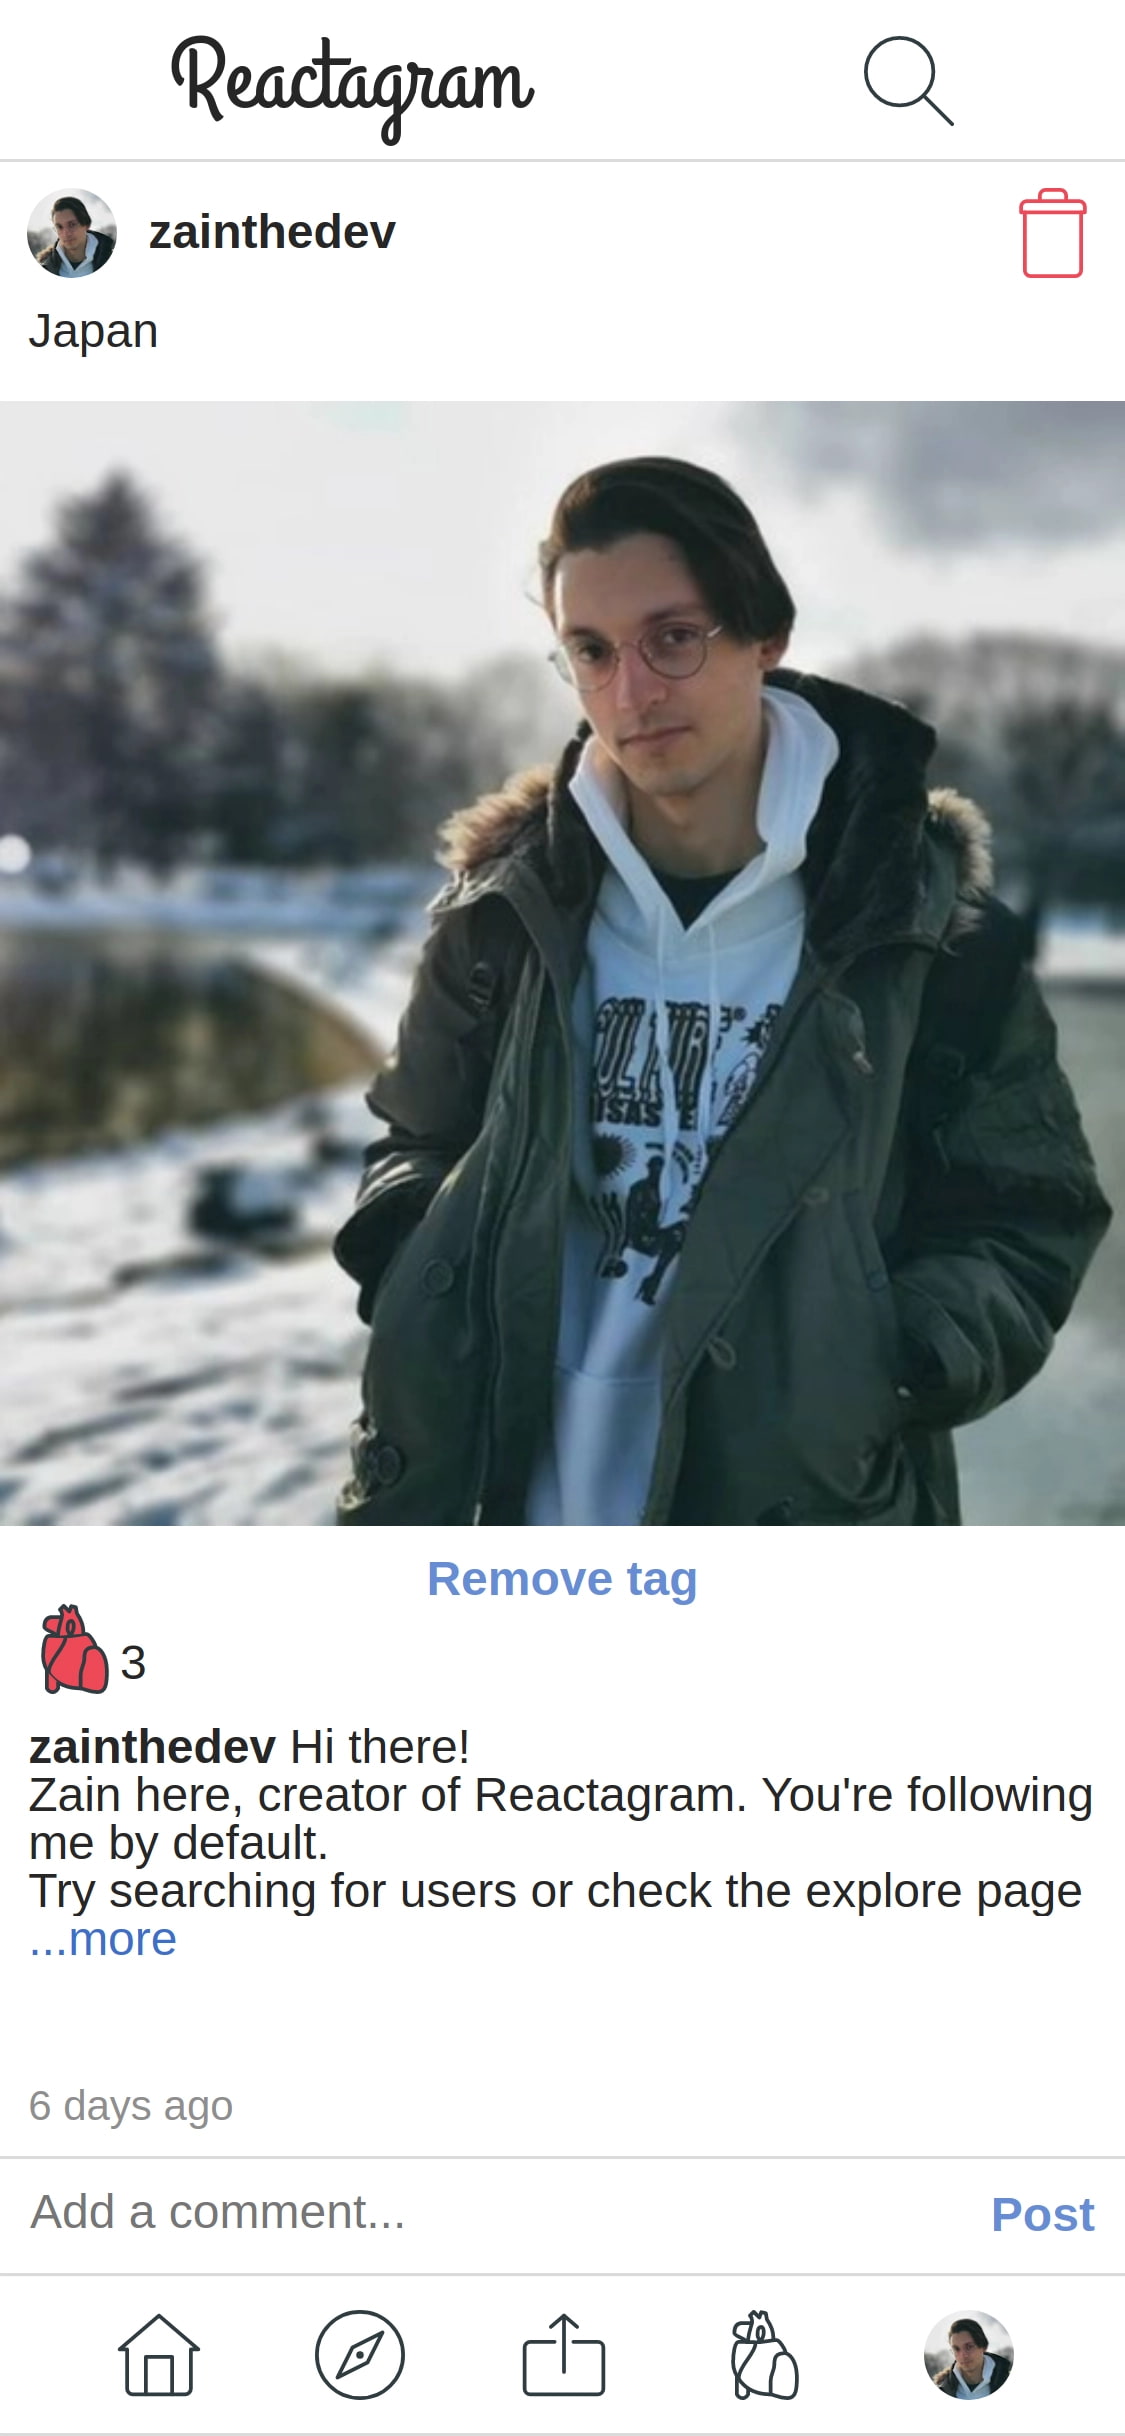 Reactagram
zainthedev
Japan
Remove tag
3
zainthedev Hi there!
Zain here, creator of Reactagram. You're following
me by default.
Try searching for users or check the explore page
...more
6 days ago
Add a comment...
Post